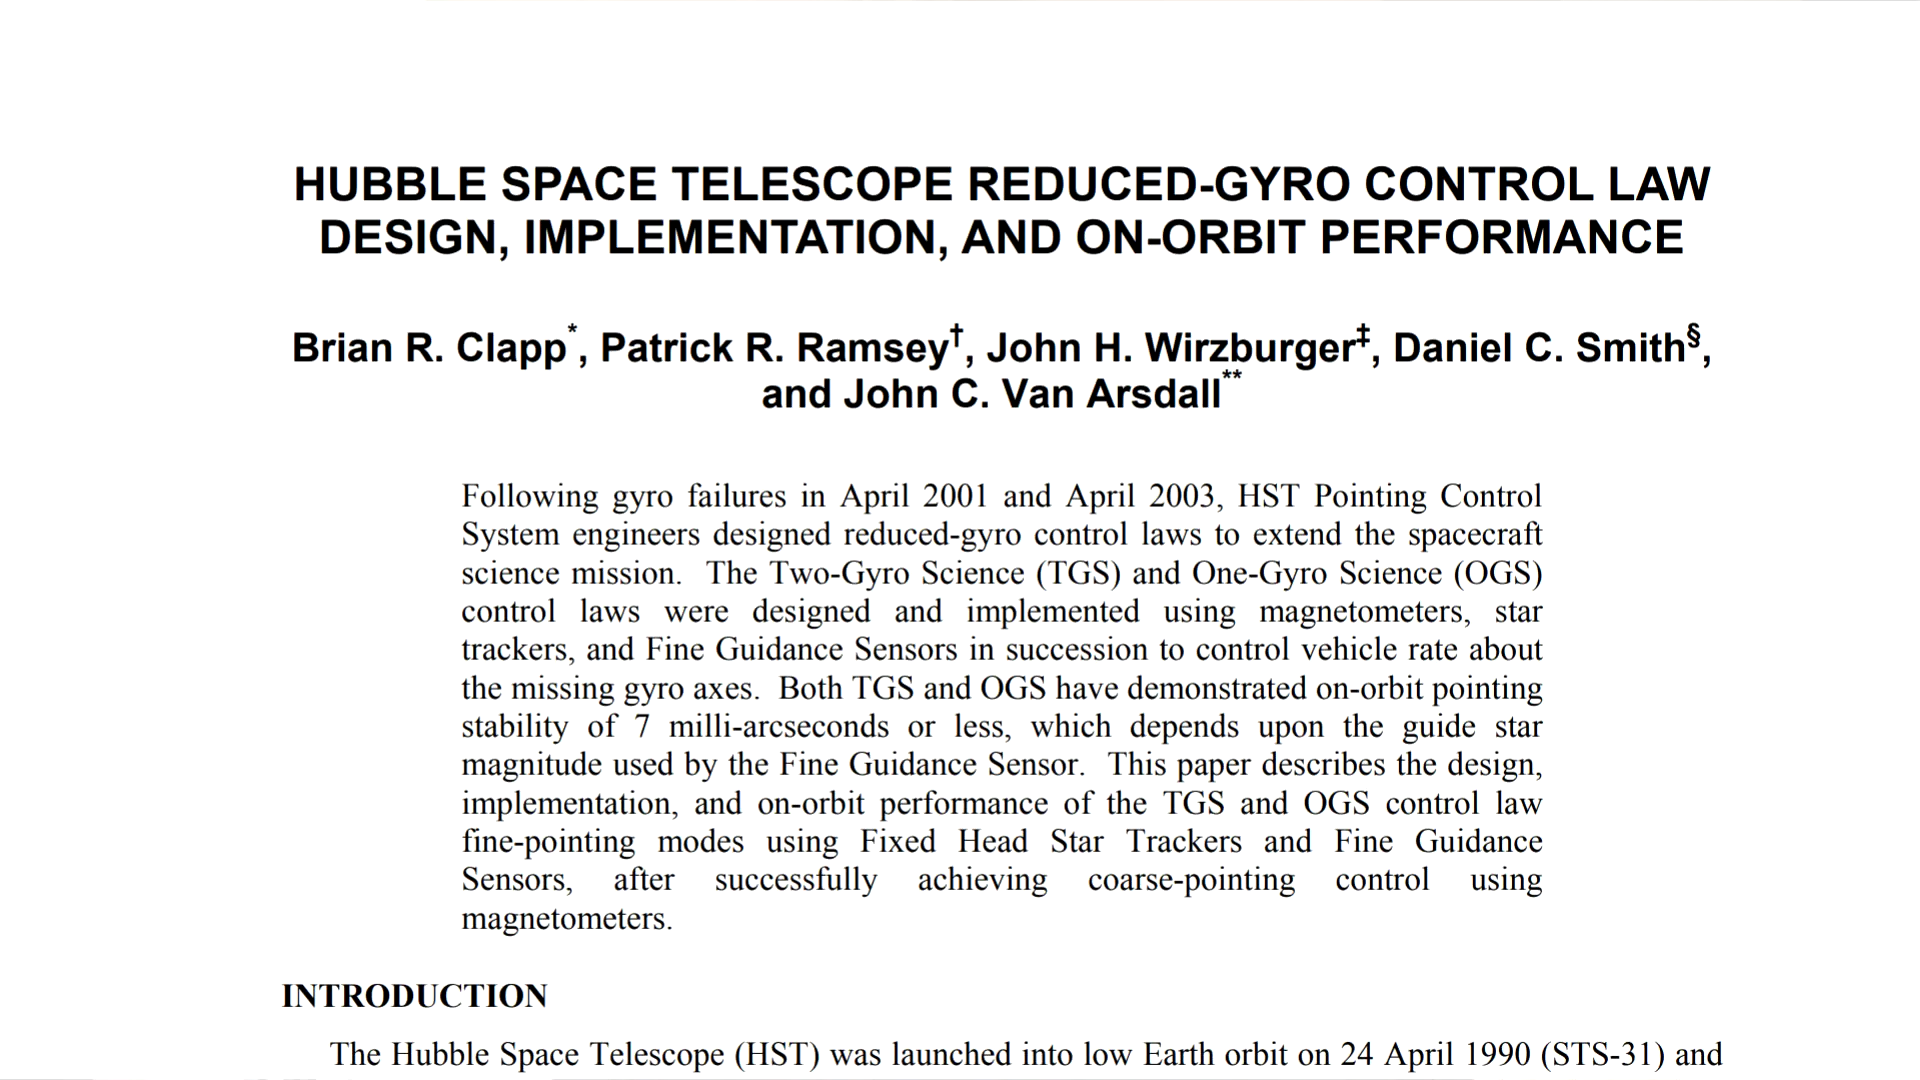 HUBBLE SPACE TELESCOPE REDUCED-GYRO CONTROL LAW
DESIGN, IMPLEMENTATION, AND ON-ORBIT PERFORMANCE
Brian R. Clapp*, Patrick R. Ramsey†, John H. Wirzburger‡, Daniel C. Smith§,
and John C. Van Arsdall**
Following gyro failures in April 2001 and April 2003, HST Pointing Control
System engineers designed reduced-gyro control laws to extend the spacecraft
science mission. The Two-Gyro Science (TGS) and One-Gyro Science (OGS)
control laws were designed and implemented using magnetometers, star
trackers, and Fine Guidance Sensors in succession to control vehicle rate about
the missing gyro axes. Both TGS and OGS have demonstrated on-orbit pointing
stability of 7 milli-arcseconds or less, which depends upon the guide star
magnitude used by the Fine Guidance Sensor. This paper describes the design,
implementation, and on-orbit performance of the TGS and OGS control law
fine-pointing modes using Fixed Head Star Trackers and Fine Guidance
Sensors, after successfully achieving coarse-pointing control using
magnetometers.
INTRODUCTION
The Hubble Space Telescope (HST) was launched into low Earth orbit on 24 April 1990 (STS-31) and